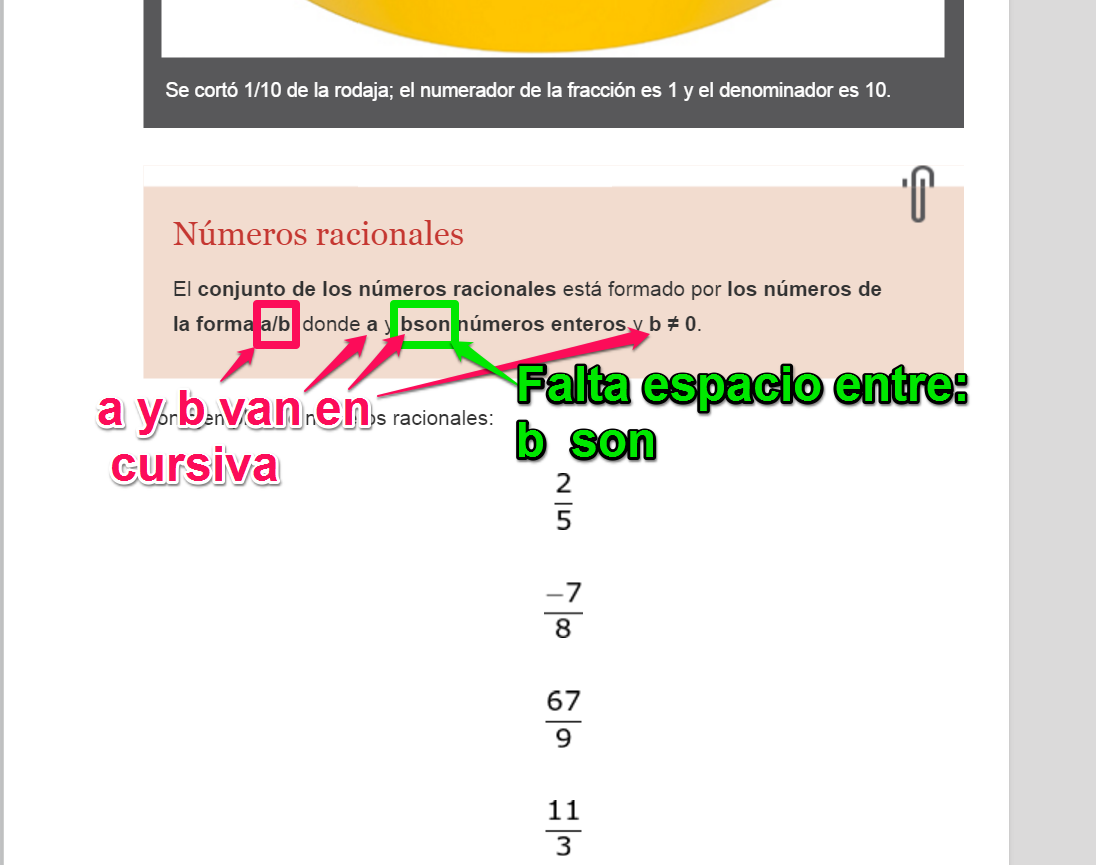 Se cortó 1/10 de la rodaja; el numerador de la fracción es 1 y el denominador es 10.
Números racionales
El conjunto de los números racionales está formado por los números de
la forma a/b, donde a y bson números enteros y b ≠ 0.
a y b van en
cursiva
Falta espacio entre:
b son
racionales:
2
5
−7
8
67
9
11
3